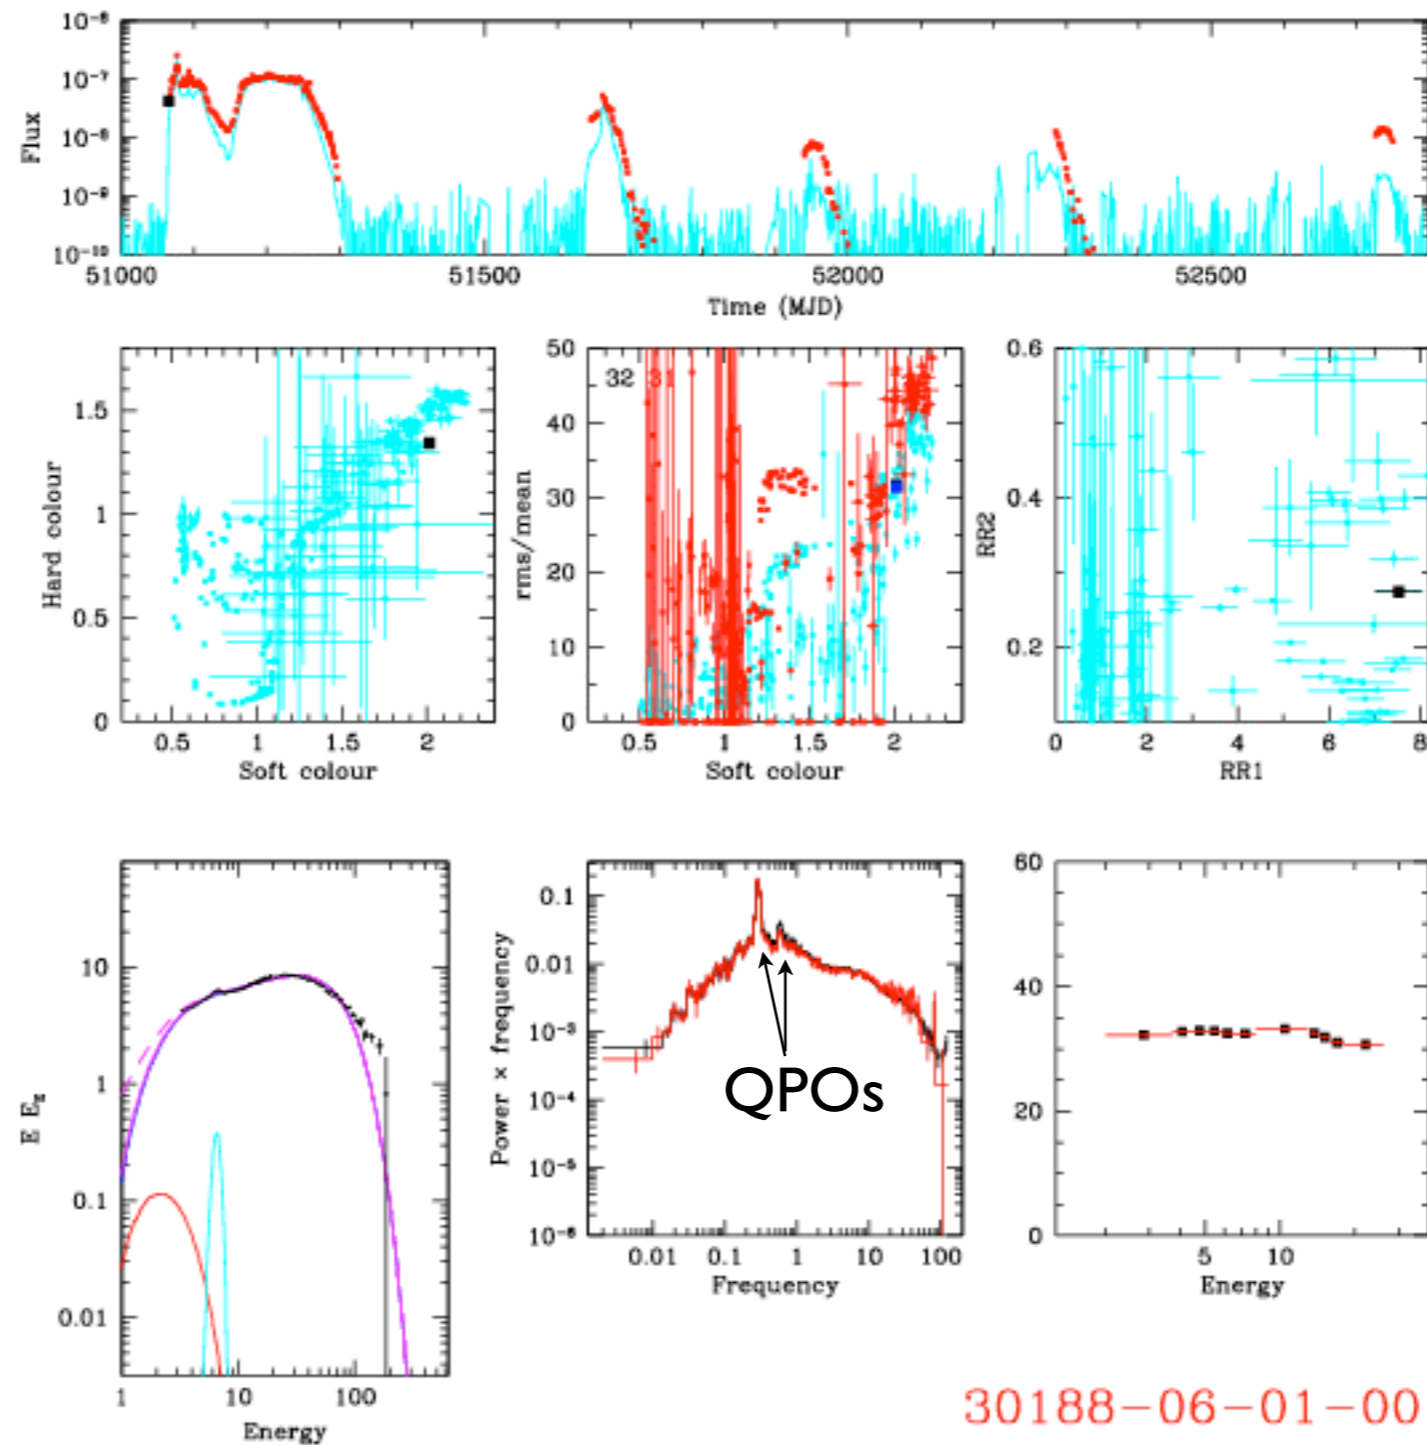 10⁻⁶
10⁻⁷
10⁻⁸
10⁻⁹
10⁻¹⁰
Flux
51000 51500 52000 52500
Time (MJD)
1.5
1
0.5
0
Hard colour
0.5 1 1.5 2
Soft colour
50
40
30
20
10
0
rms/mean
32 31
0.5 1 1.5 2
Soft colour
0.6
0.4
0.2
RR2
0 2 4 6 8
RR1
10
1
0.1
0.01
E E_E
1 10 100
Energy
0.1
0.01
10⁻³
10⁻⁴
10⁻⁵
10⁻⁶
Power × frequency
QPOs
0.01 0.1 1 10 100
Frequency
60
40
20
0
5 10
Energy
30188-06-01-00